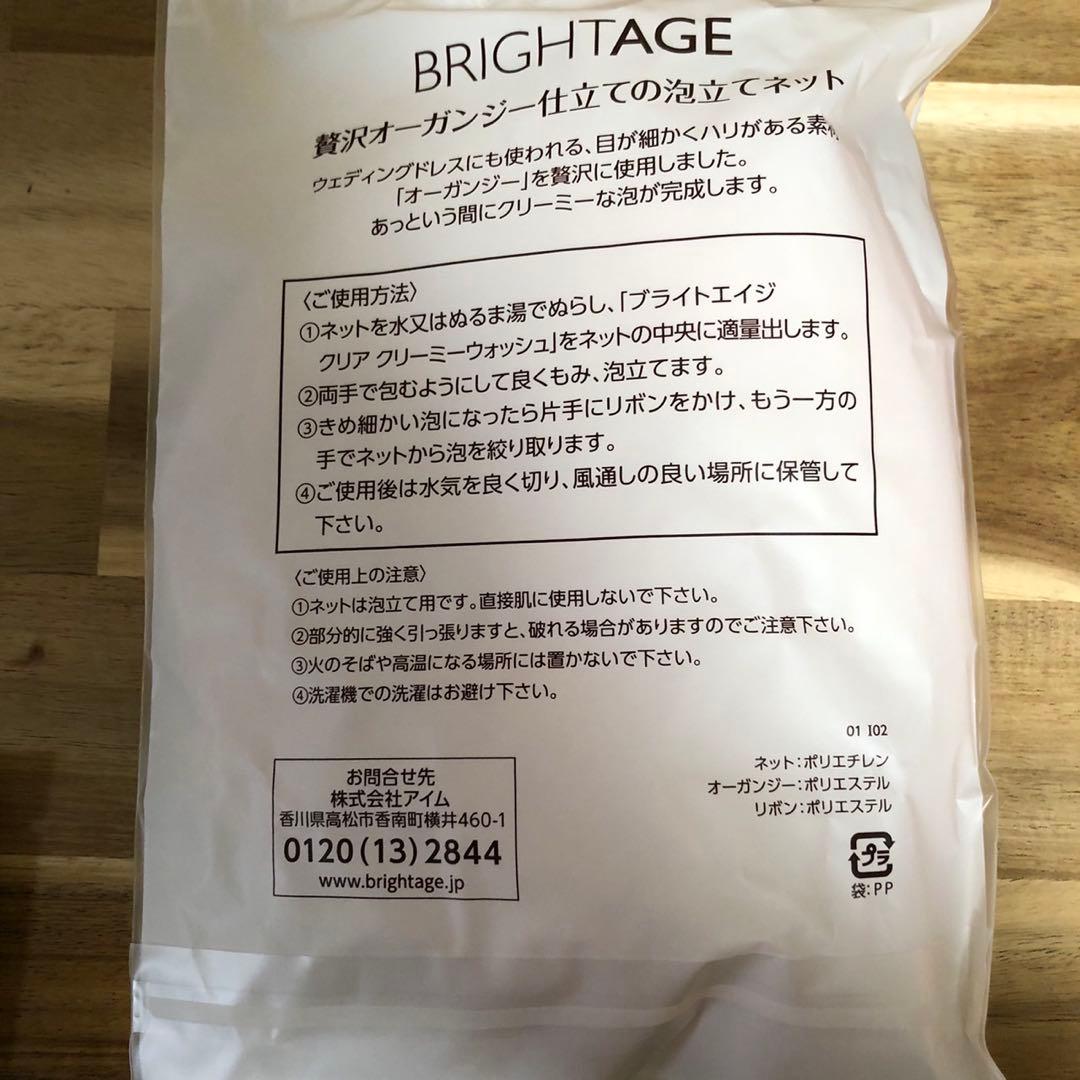 BRIGHTAGE
贅沢オーガンジー仕立ての泡立てネット
ウェディングドレスにも使われる、目が細かくハリがある素
「オーガンジー」を贅沢に使用しました。
あっという間にクリーミーな泡が完成します。
〈ご使用方法〉
①ネットを水又はぬるま湯でぬらし、「ブライトエイジ
クリア クリーミーウォッシュ」をネットの中央に適量出します。
②両手で包むようにして良くもみ、泡立てます。
③きめ細かい泡になったら片手にリボンをかけ、もう一方の
手でネットから泡を絞り取ります。
④ご使用後は水気を良く切り、風通しの良い場所に保管して
下さい。
〈ご使用上の注意〉
①ネットは泡立て用です。直接肌に使用しないで下さい。
②部分的に強く引っ張りますと、破れる場合がありますのでご注意下さい。
③火のそばや高温になる場所には置かないで下さい。
④洗濯機での洗濯はお避け下さい。
01 I02
ネット：ポリエチレン
オーガンジー：ポリエステル
リボン：ポリエステル
プラ
袋：PP
お問合せ先
株式会社アイム
香川県高松市香南町横井460-1
0120(13)2844
www.brightage.jp